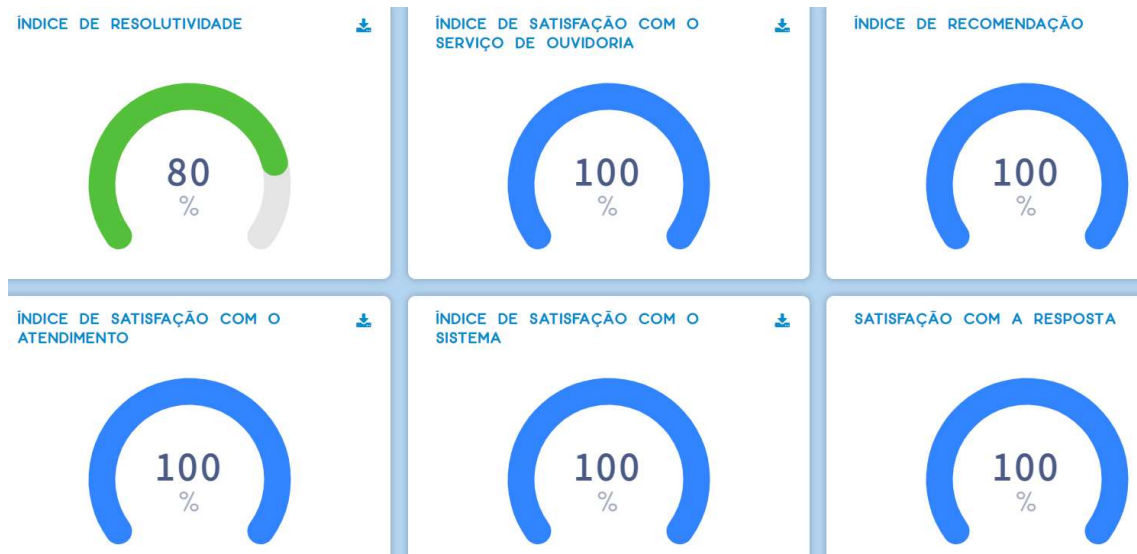 ÍNDICE DE RESOLUTIVIDADE
80
%
ÍNDICE DE SATISFAÇÃO COM O
SERVIÇO DE OUVIDORIA
100
%
ÍNDICE DE RECOMENDAÇÃO
100
%
ÍNDICE DE SATISFAÇÃO COM O
ATENDIMENTO
100
%
ÍNDICE DE SATISFAÇÃO COM O
SISTEMA
100
%
SATISFAÇÃO COM A RESPOSTA
100
%